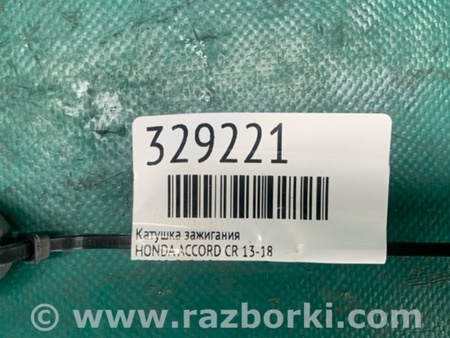 329221
Катушка зажигания
HONDA ACCORD CR 13-18
www.razborki.com